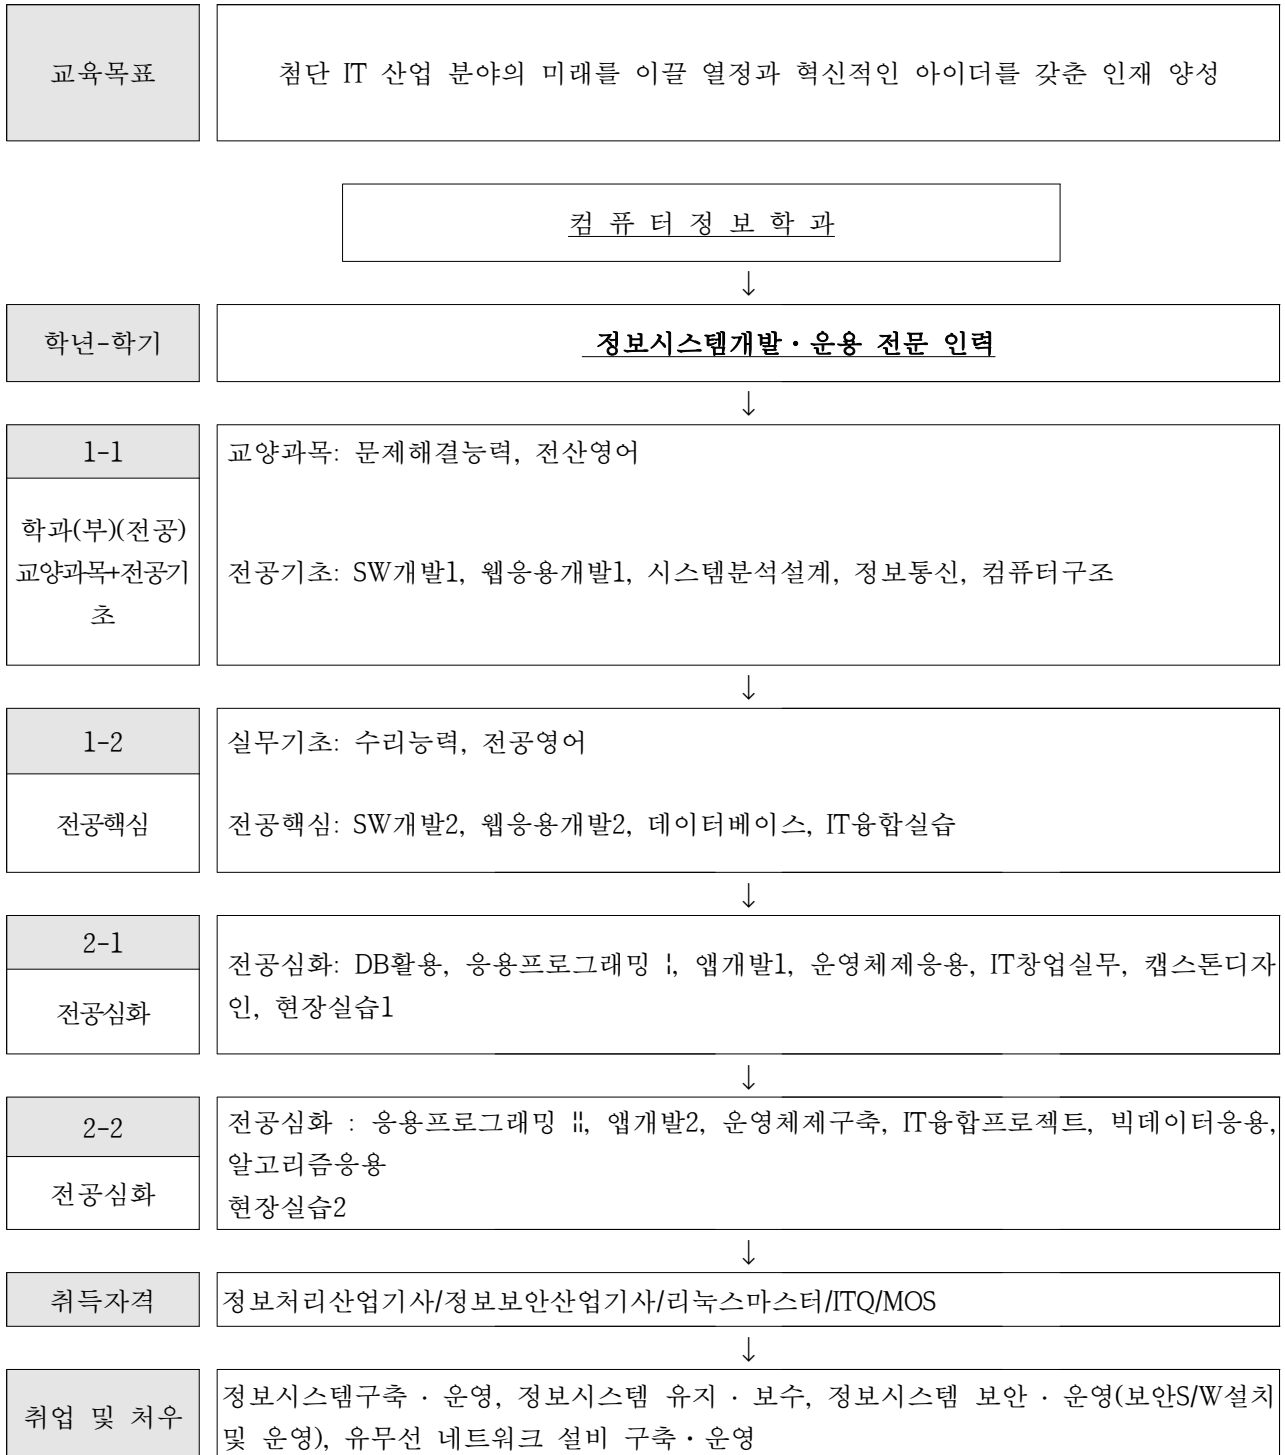 교육목표
첨단 IT 산업 분야의 미래를 이끌 열정과 혁신적인 아이더를 갖춘 인재 양성
컴 퓨 터 정 보 학 과
↓
학년-학기
정보시스템개발·운용 전문 인력
↓
1-1
교양과목: 문제해결능력, 전산영어
학과(부)(전공)
교양과목+전공기
초
전공기초: SW개발1, 웹응용개발1, 시스템분석설계, 정보통신, 컴퓨터구조
↓
1-2
실무기초: 수리능력, 전공영어
전공핵심
전공핵심: SW개발2, 웹응용개발2, 데이터베이스, IT융합실습
↓
2-1
전공심화
전공심화: DB활용, 응용프로그래밍 Ⅰ, 앱개발1, 운영체제응용, IT창업실무, 캡스톤디자
인, 현장실습1
↓
2-2
전공심화
전공심화 : 응용프로그래밍 Ⅱ, 앱개발2, 운영체제구축, IT융합프로젝트, 빅데이터응용,
알고리즘응용
현장실습2
↓
취득자격
정보처리산업기사/정보보안산업기사/리눅스마스터/ITQ/MOS
↓
취업 및 처우
정보시스템구축 · 운영, 정보시스템 유지 · 보수, 정보시스템 보안 · 운영(보안S/W설치
및 운영), 유무선 네트워크 설비 구축·운영